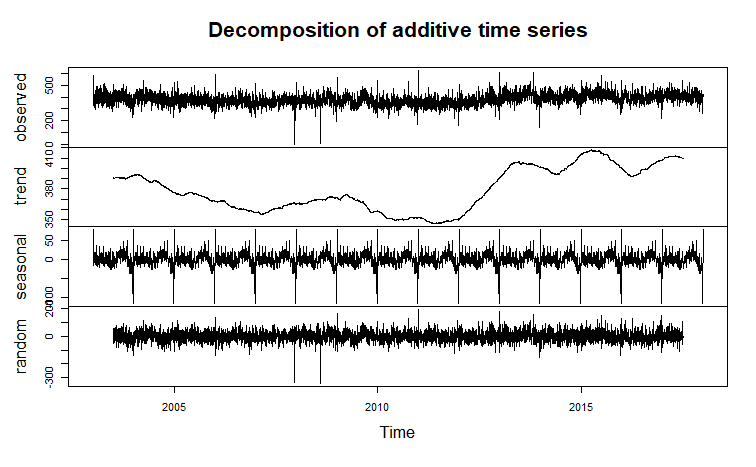 Decomposition of additive time series
observed
0 200 500
trend
350 380 410
seasonal
-100 0 50
random
-300 0 200
2005 2010 2015
Time